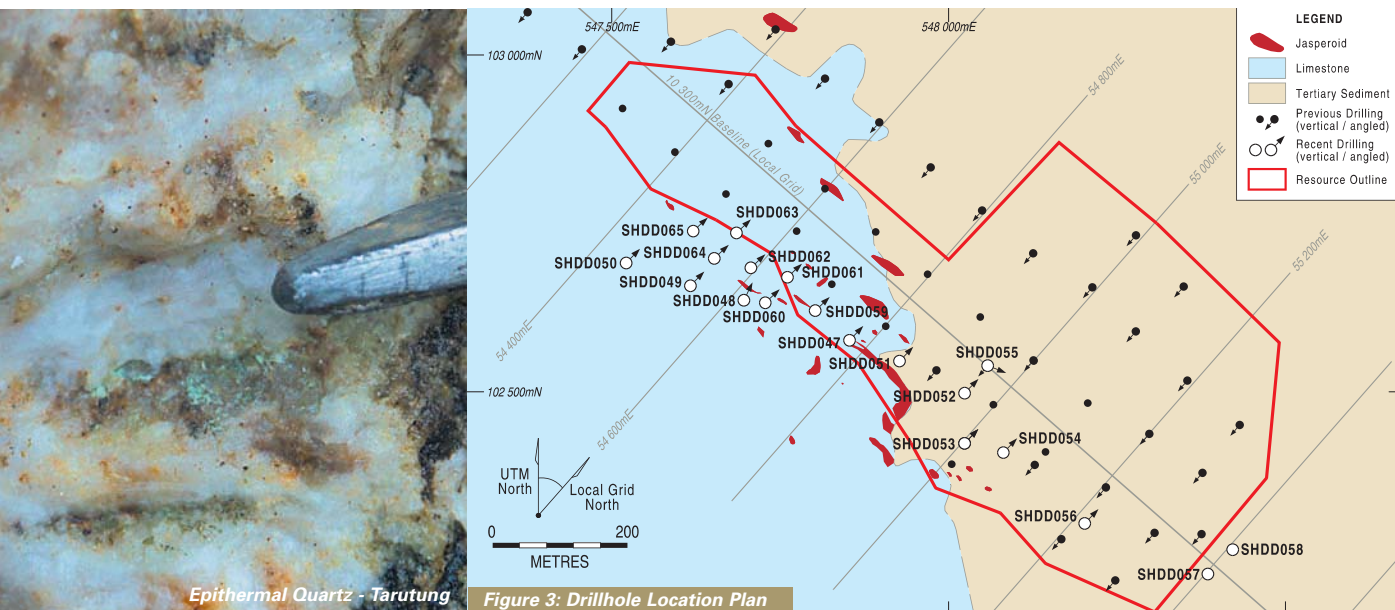 547 500mE
548 000mE
103 000mN
10 300mN Baseline (Local Grid)
54 800mE
55 000mE
55 200mE
LEGEND
Jasperoid
Limestone
Tertiary Sediment
Previous Drilling
(vertical / angled)
Recent Drilling
(vertical / angled)
Resource Outline
SHDD063
SHDD065
SHDD064
SHDD050
SHDD062
SHDD061
SHDD049
SHDD048
SHDD060
SHDD059
SHDD047
SHDD051
SHDD055
SHDD052
SHDD053
SHDD054
SHDD056
SHDD058
SHDD057
54 400mE
102 500mN
54 600mE
UTM
North
Local Grid
North
0 200
METRES
Epithermal Quartz - Tarutung
Figure 3: Drillhole Location Plan